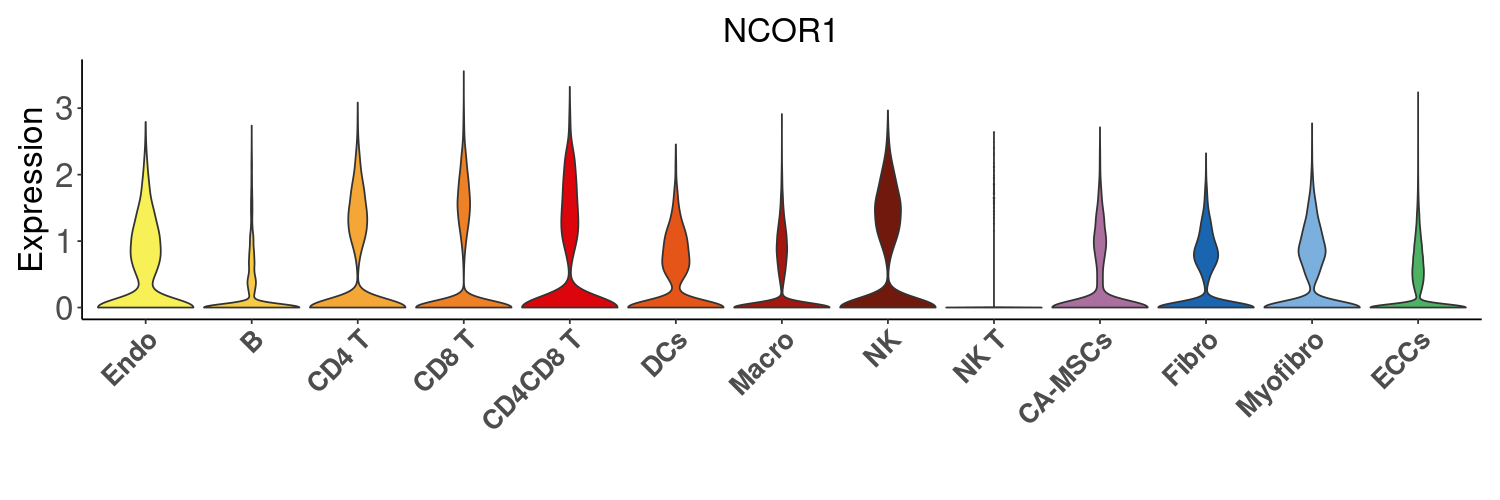 NCOR1
Expression
3
2
1
0
Endo
B
CD4 T
CD8 T
CD4CD8 T
DCs
Macro
NK
NK T
CA-MSCs
Fibro
Myofibro
ECCs